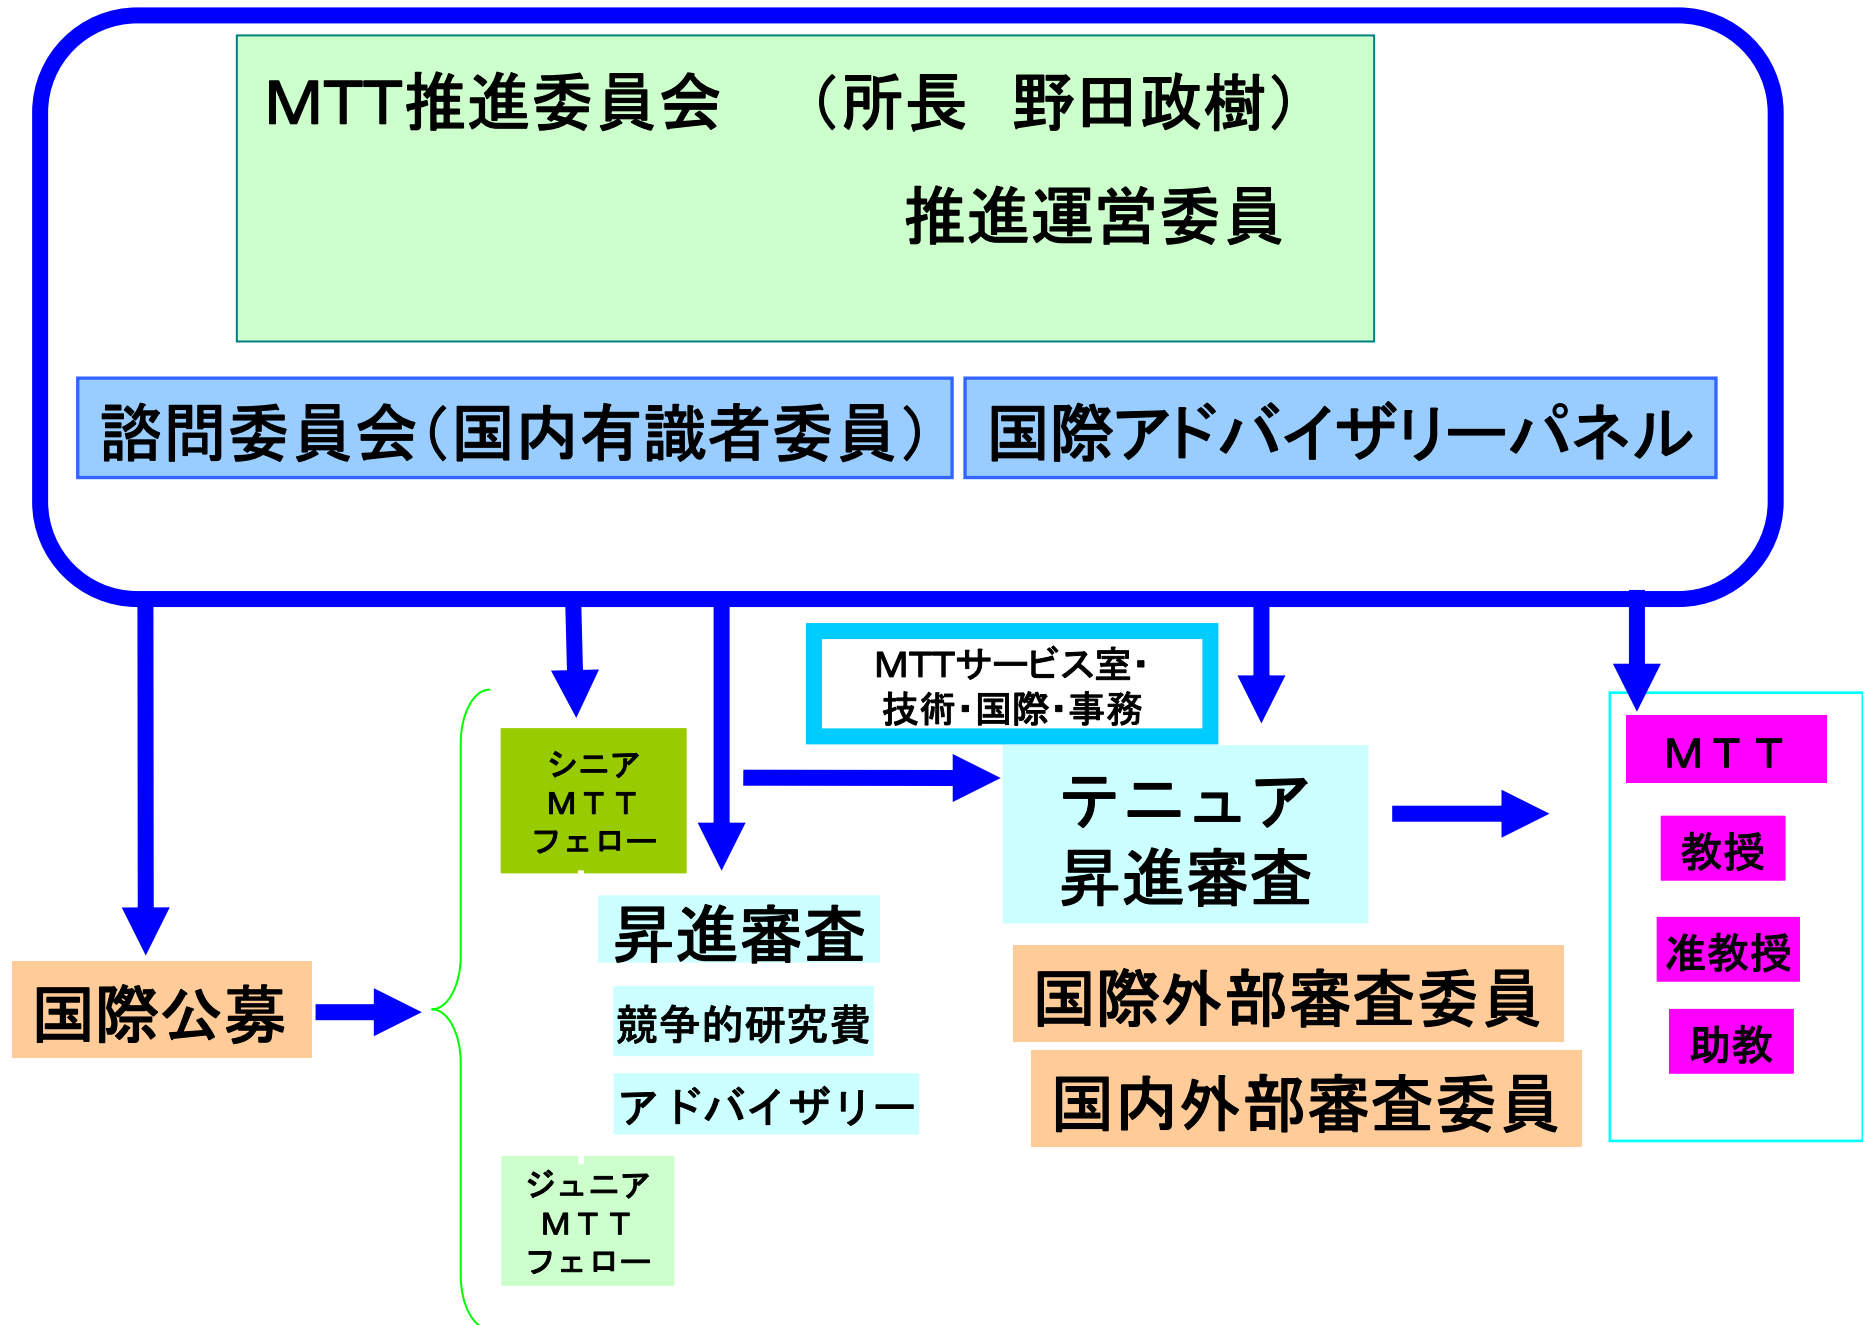 MTT推進委員会　（所長　野田政樹）
推進運営委員
諮問委員会（国内有識者委員）
国際アドバイザリーパネル
MTTサービス室・
技術・国際・事務
シニア
ＭＴＴ
フェロー
昇進審査
競争的研究費
アドバイザリー
ジュニア
ＭＴＴ
フェロー
国際公募
テニュア
昇進審査
国際外部審査委員
国内外部審査委員
ＭＴＴ
教授
准教授
助教